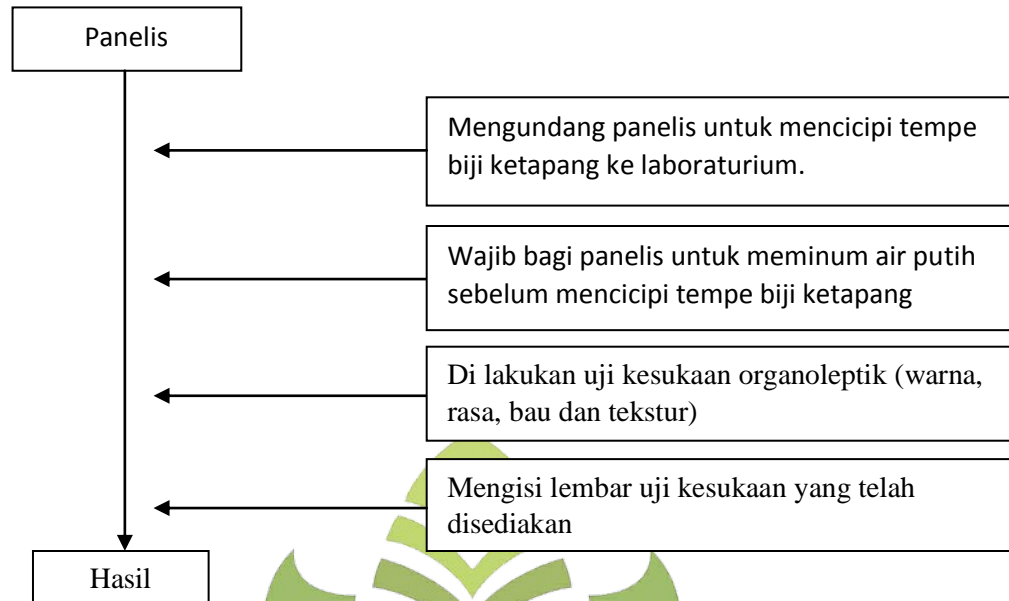 Panelis
Mengundang panelis untuk mencicipi tempe
biji ketapang ke laboraturium.
Wajib bagi panelis untuk meminum air putih
sebelum mencicipi tempe biji ketapang
Di lakukan uji kesukaan organoleptik (warna,
rasa, bau dan tekstur)
Mengisi lembar uji kesukaan yang telah
disediakan
Hasil